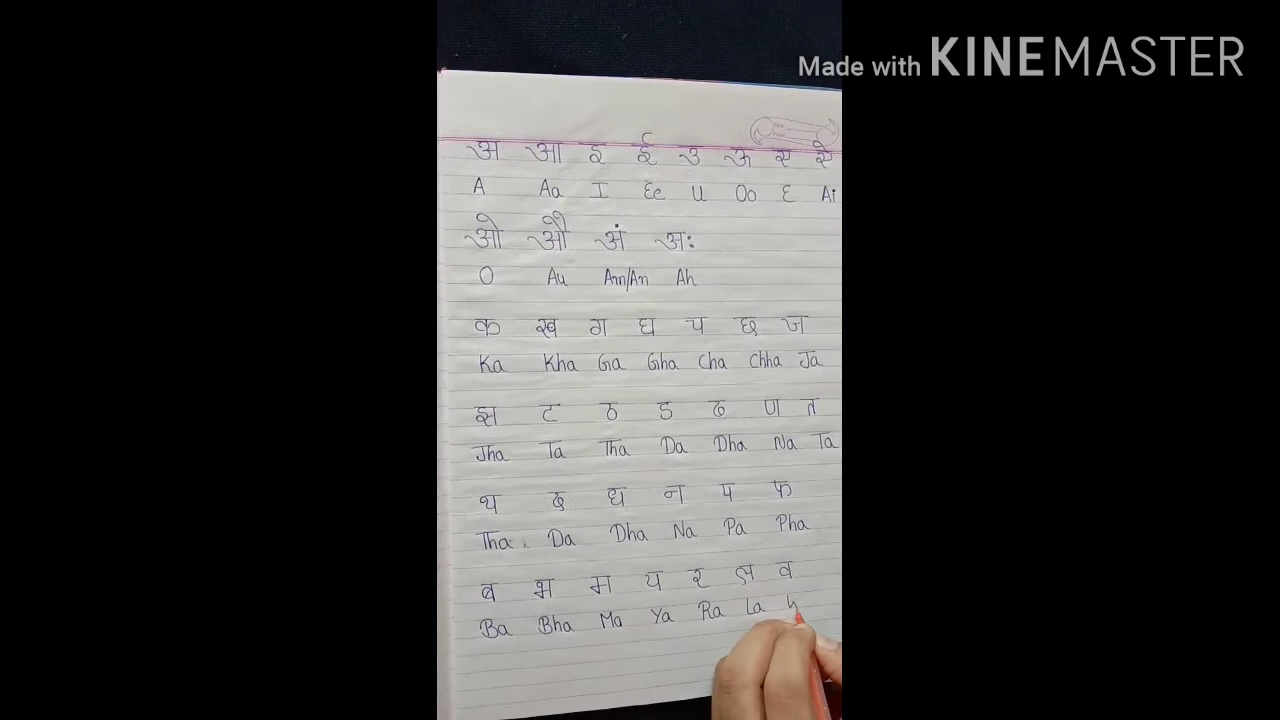 Made with KINEMASTER
अ आ इ ई उ ऊ ए ऐ
A Aa I Ee U Oo E Ai
ओ औ अं अः
O Au Am/An Ah
क ख ग घ च छ ज
Ka Kha Ga Gha Cha Chha Ja
झ ट ठ ड ढ ण त
Jha Ta Tha Da Dha Na Ta
थ द ध न प फ
Tha Da Dha Na Pa Pha
ब भ म य र ल व
Ba Bha Ma Ya Ra La